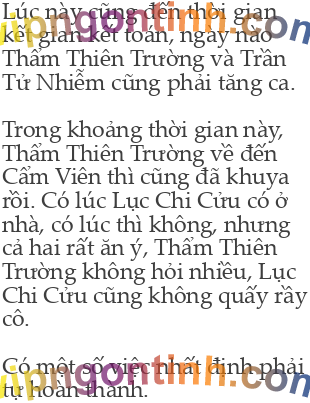 Lúc này cũng đến thời gian
kết gian kết toán, ngày nào
Thẩm Thiên Trường và Trần
Tử Nhiễm cũng phải tăng ca.
Trong khoảng thời gian này,
Thẩm Thiên Trường về đến
Cẩm Viên thì cũng đã khuya
rồi. Có lúc Lục Chi Cửu có ở
nhà, có lúc thì không, nhưng
cả hai rất ăn ý, Thẩm Thiên
Trường không hỏi nhiều, Lục
Chi Cửu cũng không quấy rầy
cô.
Có một số việc nhất định phải
tự hoàn thành.
vipngontinh.com
vipngontinh.com